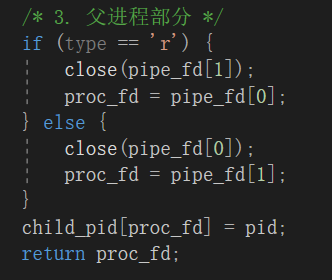 /* 3. 父进程部分 */
if (type == 'r') {
    close(pipe_fd[1]);
    proc_fd = pipe_fd[0];
} else {
    close(pipe_fd[0]);
    proc_fd = pipe_fd[1];
}
child_pid[proc_fd] = pid;
return proc_fd;